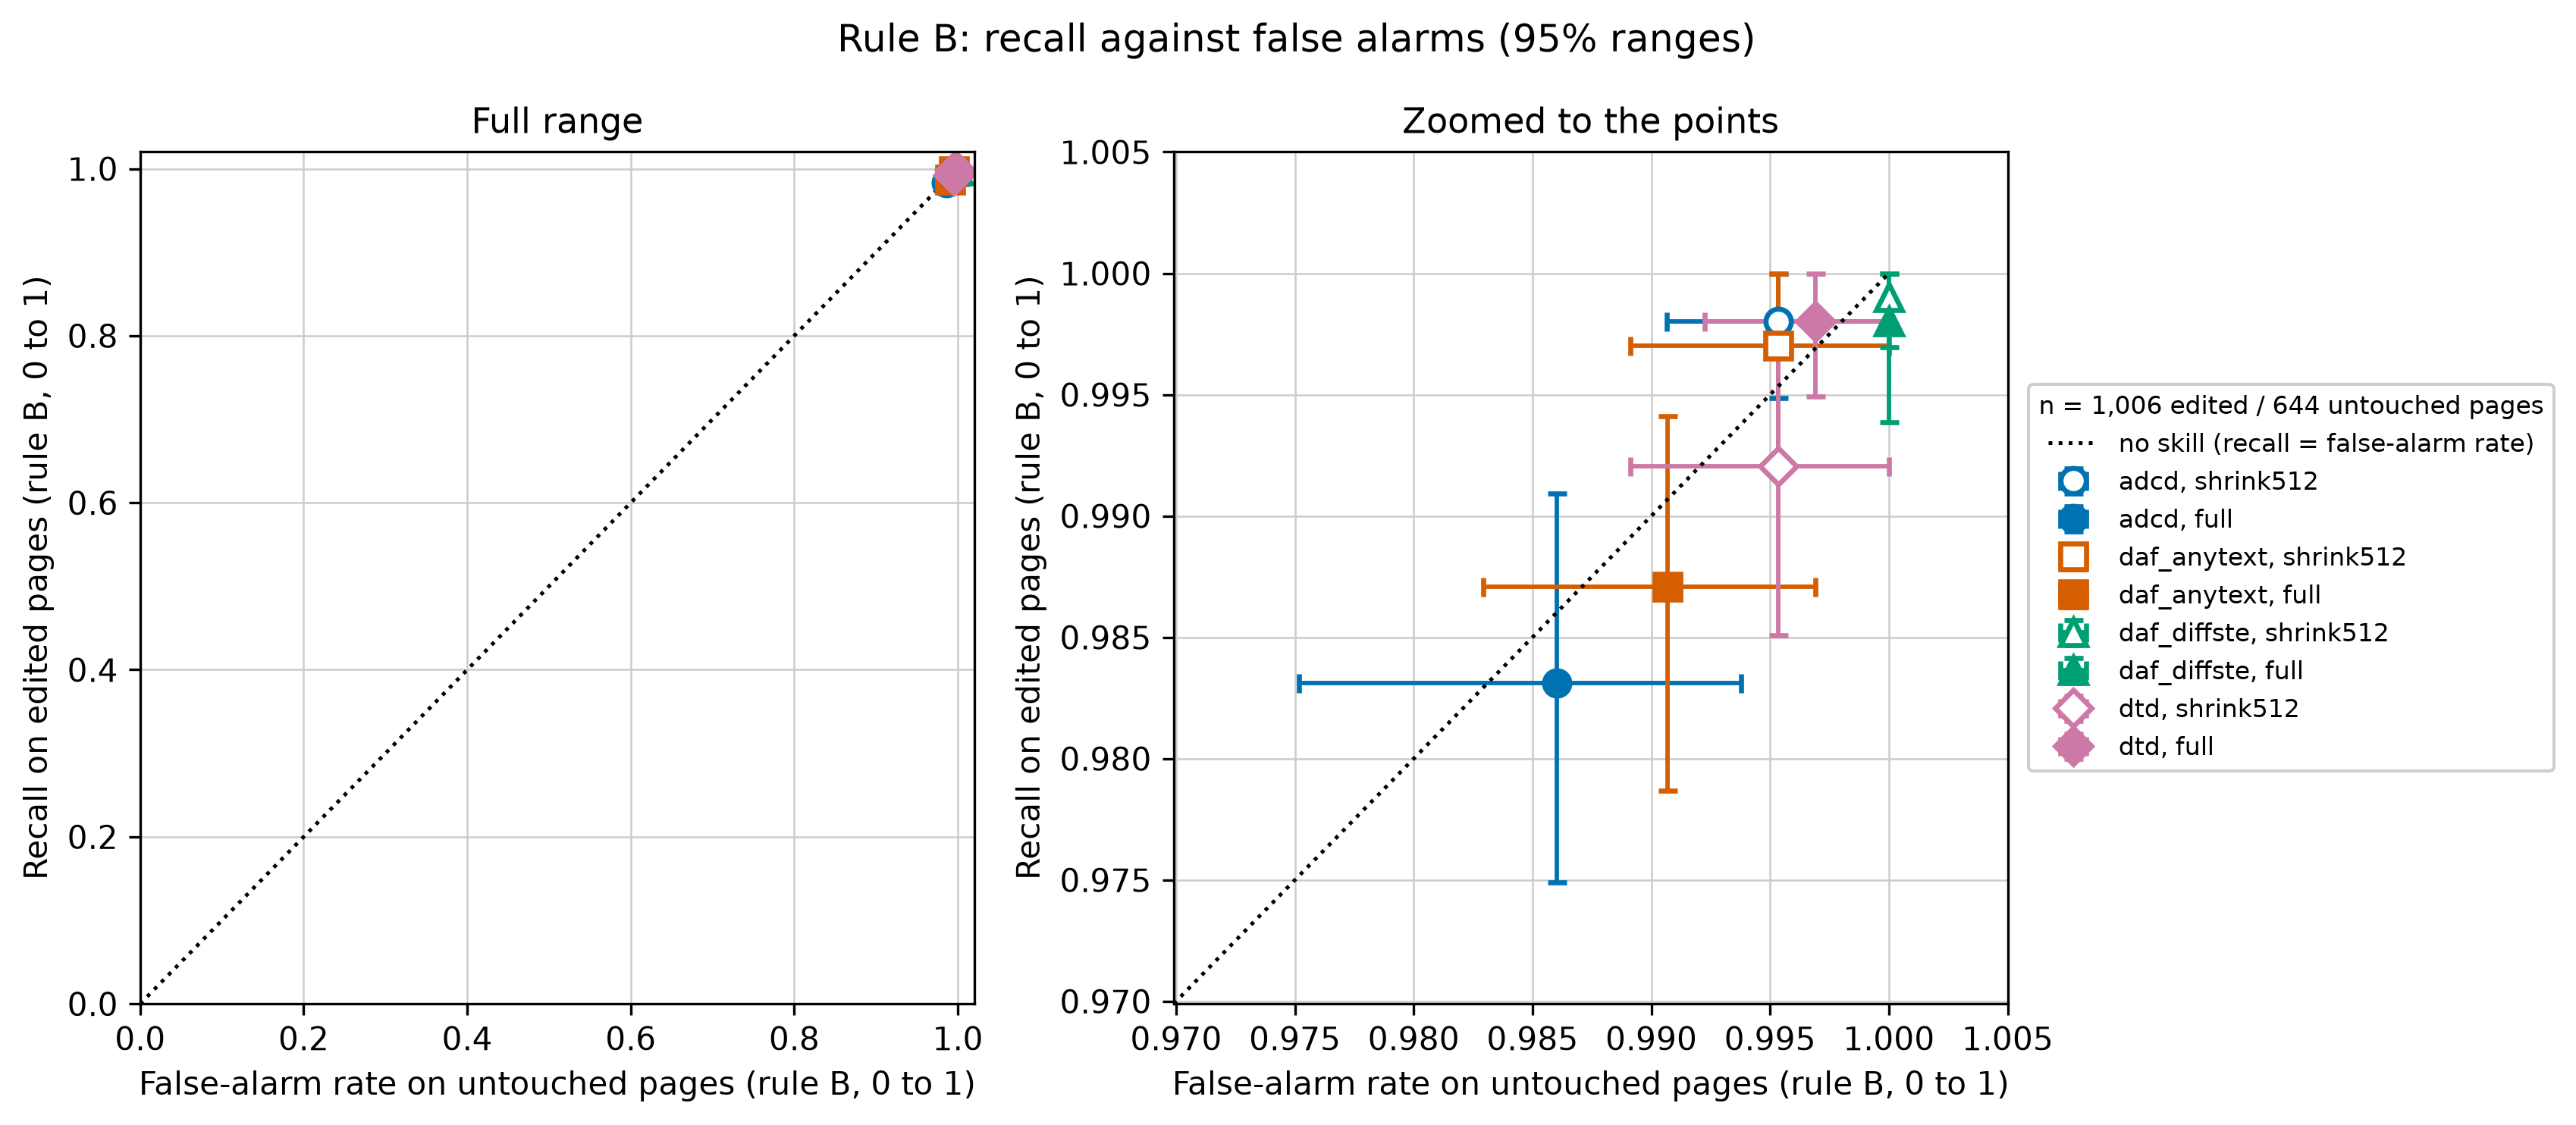 Rule B: recall against false alarms (95% ranges)
Full range
Recall on edited pages (rule B, 0 to 1)
1.0
0.8
0.6
0.4
0.2
0.0
0.0 0.2 0.4 0.6 0.8 1.0
False-alarm rate on untouched pages (rule B, 0 to 1)
Zoomed to the points
Recall on edited pages (rule B, 0 to 1)
1.005
1.000
0.995
0.990
0.985
0.980
0.975
0.970
0.970 0.975 0.980 0.985 0.990 0.995 1.000 1.005
False-alarm rate on untouched pages (rule B, 0 to 1)
n = 1,006 edited / 644 untouched pages
no skill (recall = false-alarm rate)
adcd, shrink512
adcd, full
daf_anytext, shrink512
daf_anytext, full
daf_diffste, shrink512
daf_diffste, full
dtd, shrink512
dtd, full